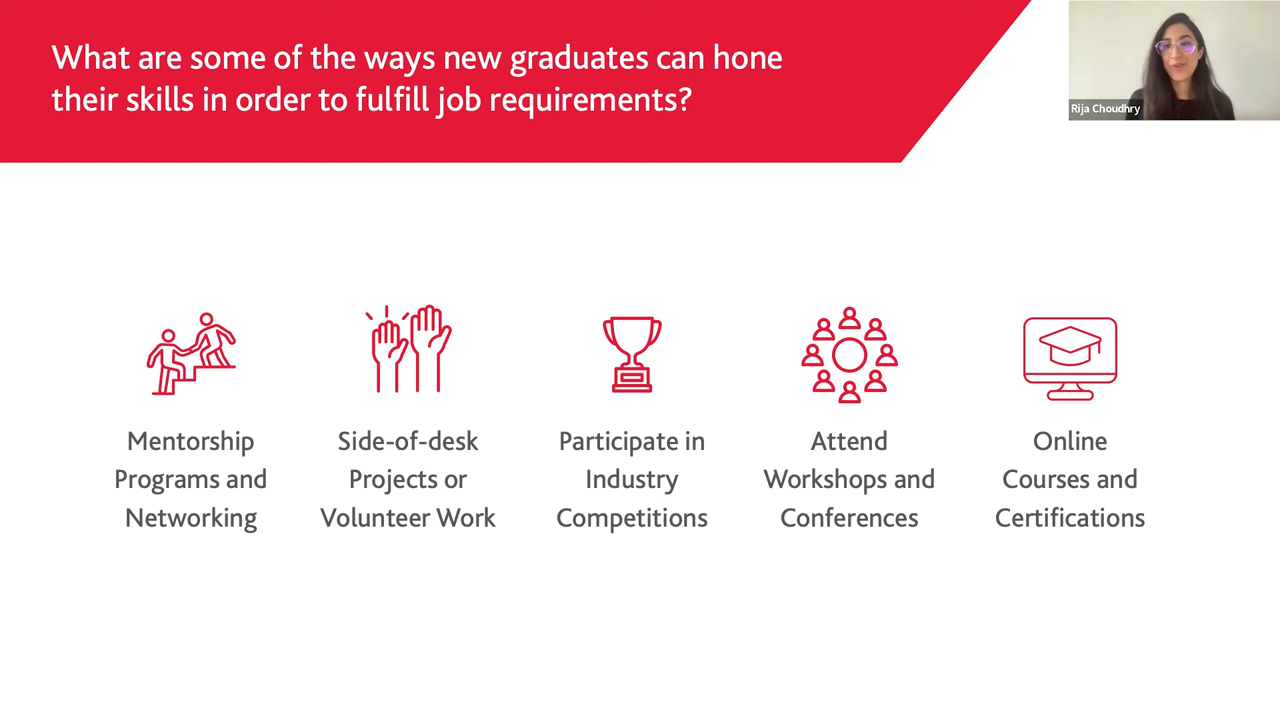 What are some of the ways new graduates can hone
their skills in order to fulfill job requirements?
Rija Choudhry
Mentorship
Programs and
Networking
Side-of-desk
Projects or
Volunteer Work
Participate in
Industry
Competitions
Attend
Workshops and
Conferences
Online
Courses and
Certifications